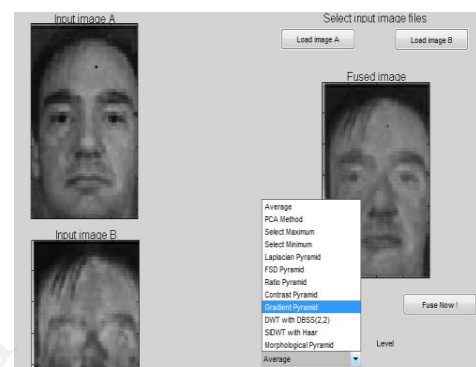 Input image A
Select input image files
Load image A
Load image B
Fused image
Input image B
Average
PCA Method
Select Maximum
Select Minimum
Laplacian Pyramid
FSD Pyramid
Ratio Pyramid
Contrast Pyramid
Gradient Pyramid
DWT with DBSS(2,2)
SIDWT with Haar
Morphological Pyramid
Average
Fuse Now !
Level